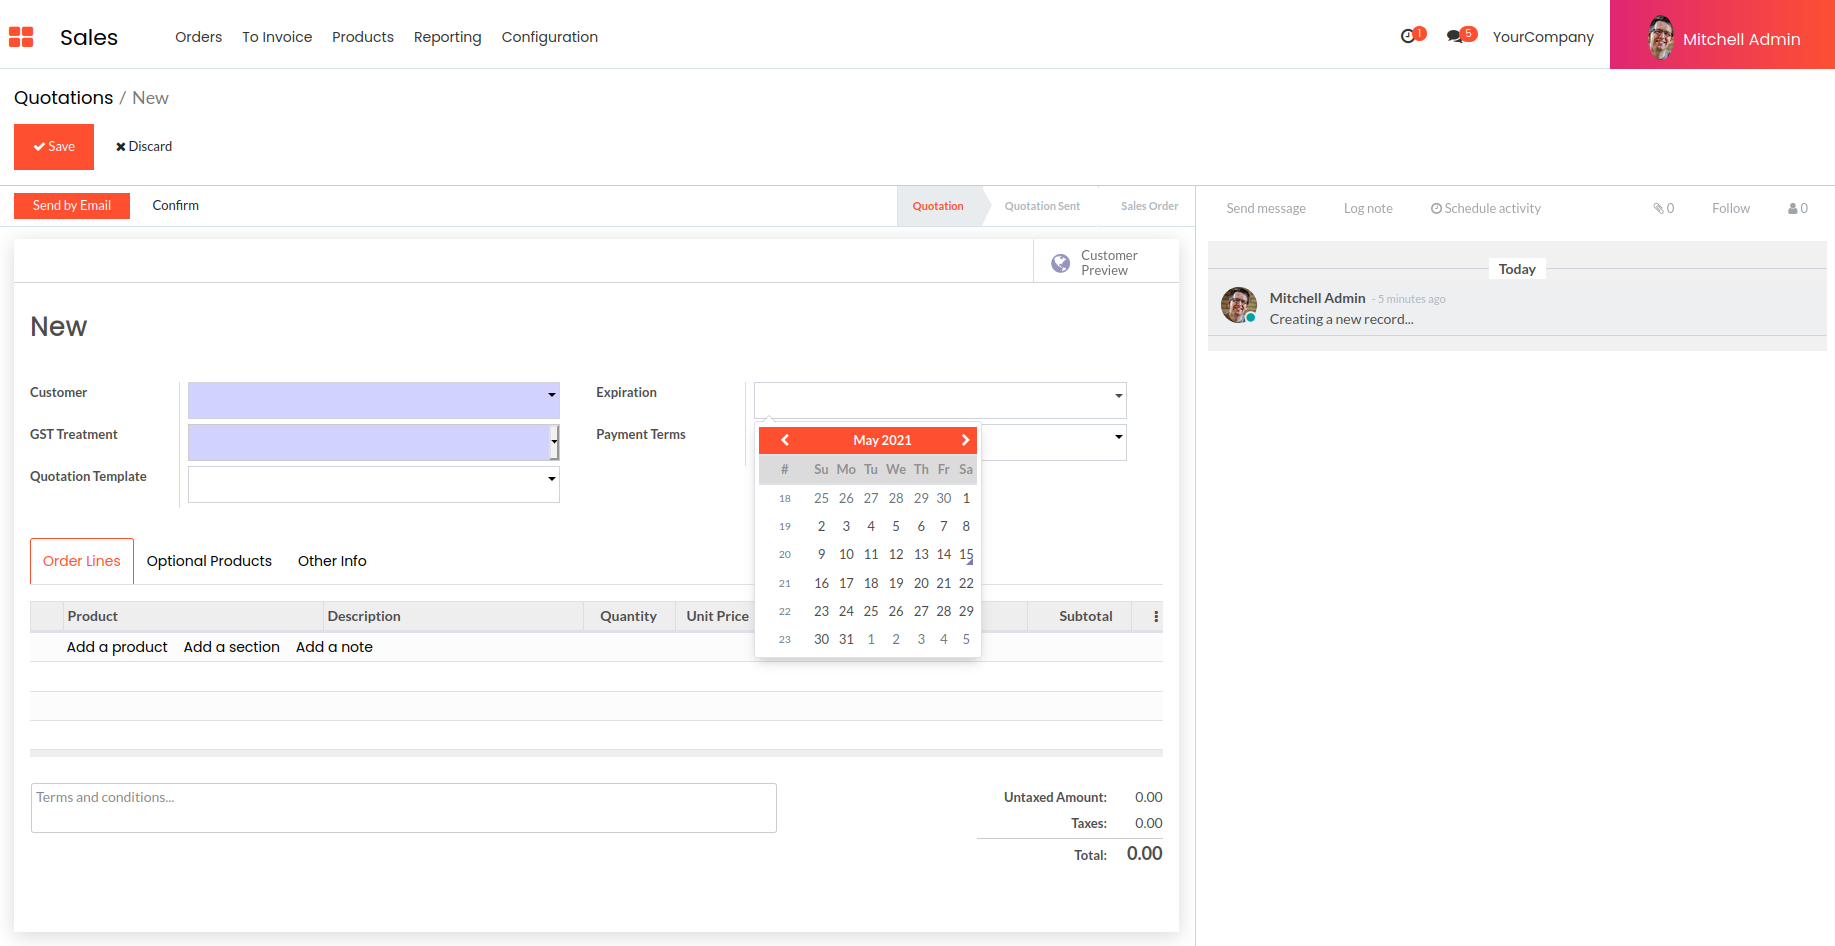 Sales Orders To Invoice Products Reporting Configuration 1 5 YourCompany Mitchell Admin
Quotations / New
Save Discard
Send by Email Confirm Quotation Quotation Sent Sales Order
Send message Log note Schedule activity 0 Follow 0
Customer
Preview
Today
Mitchell Admin - 5 minutes ago
Creating a new record...
New
Customer Expiration
GST Treatment Payment Terms
Quotation Template
May 2021
# Su Mo Tu We Th Fr Sa
18 25 26 27 28 29 30 1
19 2 3 4 5 6 7 8
20 9 10 11 12 13 14 15
21 16 17 18 19 20 21 22
22 23 24 25 26 27 28 29
23 30 31 1 2 3 4 5
Order Lines Optional Products Other Info
Product Description Quantity Unit Price Subtotal
Add a product Add a section Add a note
Terms and conditions...
Untaxed Amount: 0.00
Taxes: 0.00
Total: 0.00